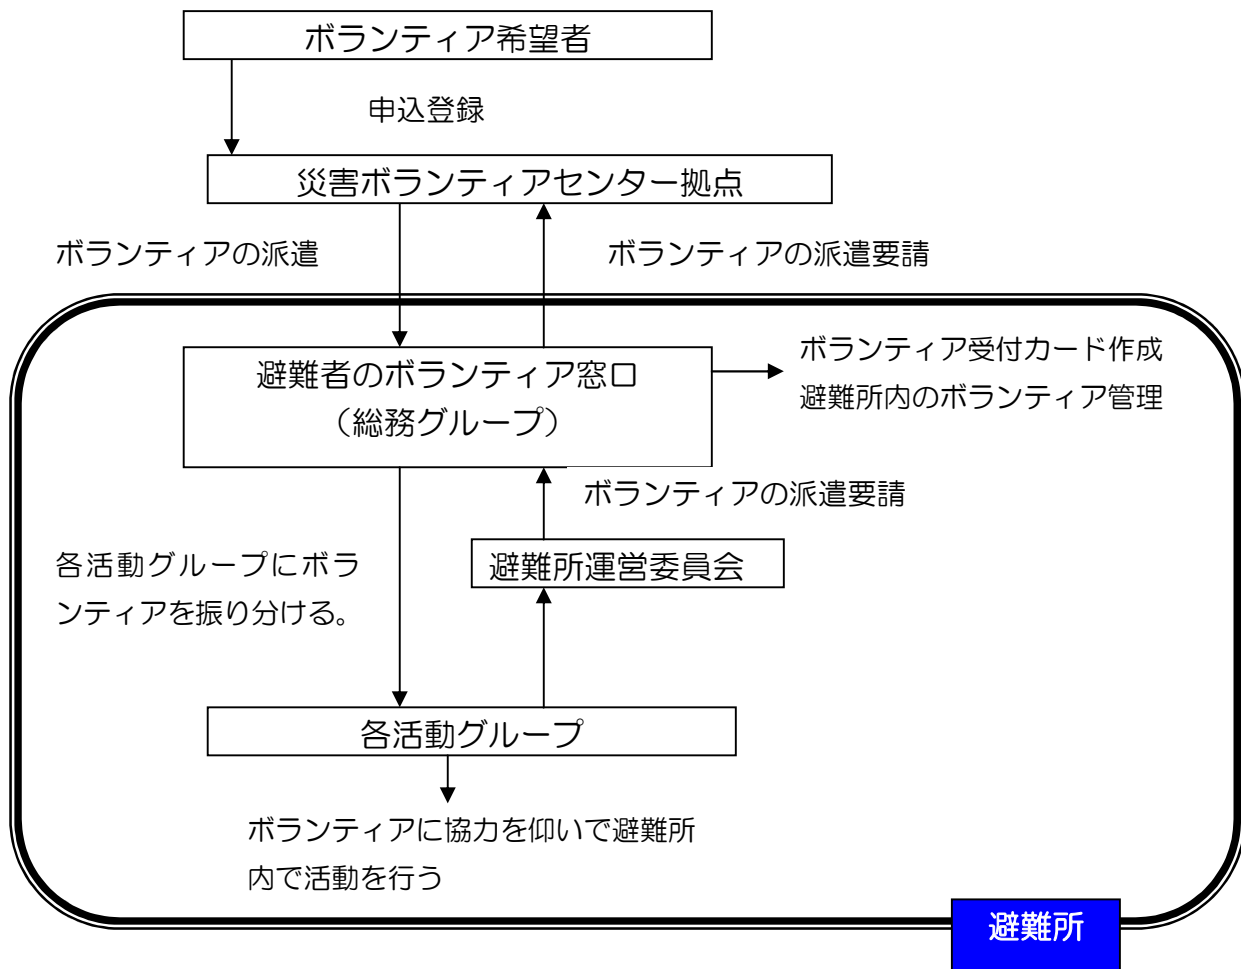 ボランティア希望者
申込登録
災害ボランティアセンター拠点
ボランティアの派遣
ボランティアの派遣要請
避難者のボランティア窓口
（総務グループ）
ボランティア受付カード作成
避難所内のボランティア管理
ボランティアの派遣要請
各活動グループにボラ
ンティアを振り分ける。
避難所運営委員会
各活動グループ
ボランティアに協力を仰いで避難所
内で活動を行う
避難所